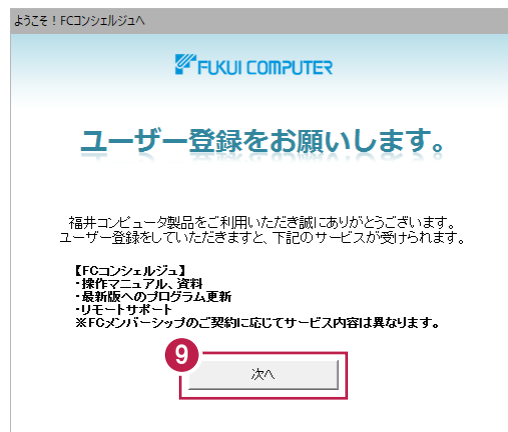 ようこそ！FCコンシェルジュへ
FUKUI COMPUTER
ユーザー登録をお願いします。
福井コンピュータ製品をご利用いただき誠にありがとうございます。
ユーザー登録をしていただきますと、下記のサービスが受けられます。
【FCコンシェルジュ】
・操作マニュアル、資料
・最新版へのプログラム更新
・リモートサポート
※FCメンバーシップのご契約に応じてサービス内容は異なります。
9
次へ